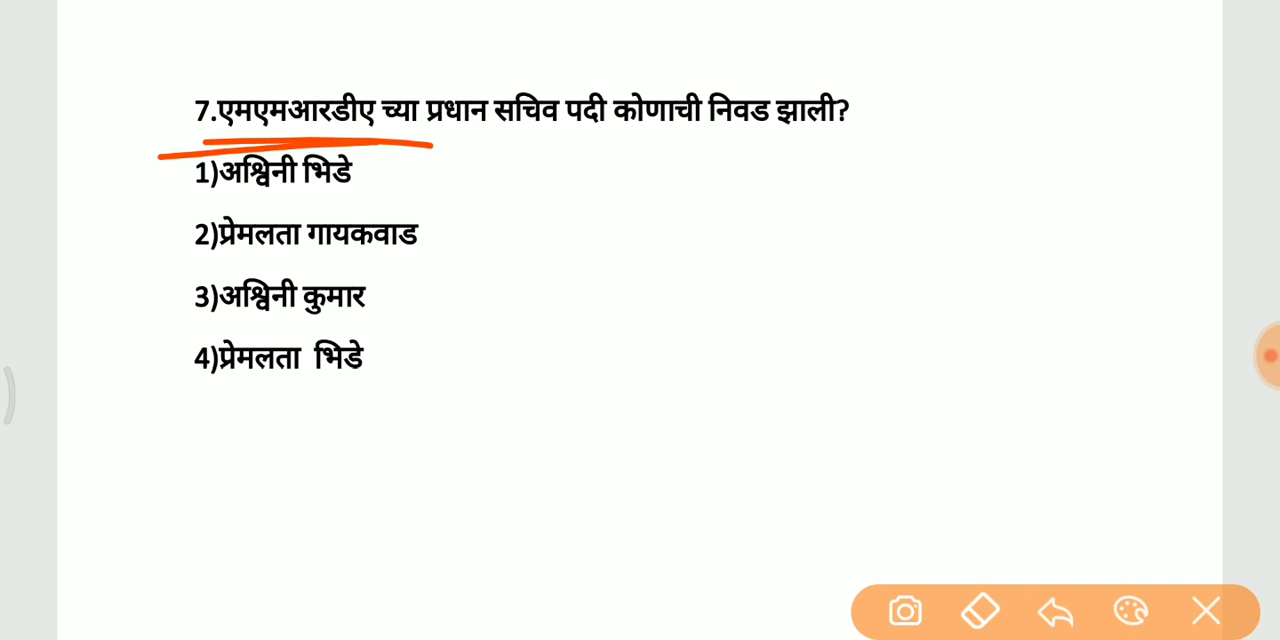 7.एमएमआरडीए च्या प्रधान सचिव पदी कोणाची निवड झाली?
1)अश्विनी भिडे
2)प्रेमलता गायकवाड
3)अश्विनी कुमार
4)प्रेमलता भिडे